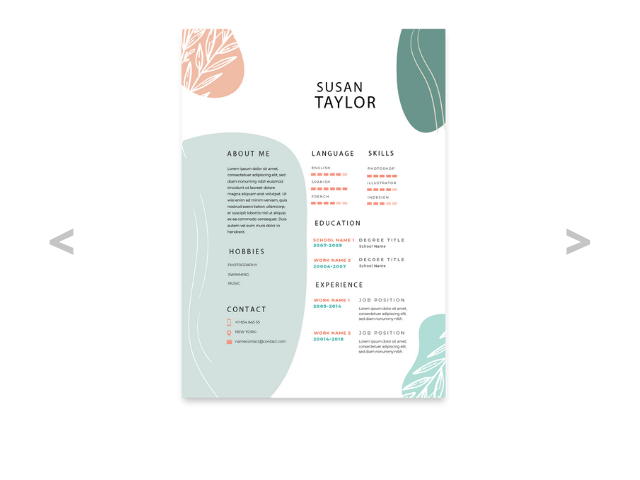 <
>
SUSAN
TAYLOR
ABOUT ME
Lorem ipsum dolor sit amet,
consectetuer adipiscing elit, sed
diam nonummy nibh euismod
tincidunt ut laoreet dolore
magna aliquam erat volutpat. Ut
wisi enim ad minim veniam, quis
nostrud exerci tation ullamcorp-
er suscipit lobortis nisl ut aliquip
ex ea commodo consequat. Duis
autem vel eum iriure dolor in
hendrerit
HOBBIES
PHOTOGRAPHY
SWIMMING
MUSIC
CONTACT
NEW YORK
namecontact@contact.com
LANGUAGE
ENGLISH
SPANISH
FRENCH
SKILLS
PHOTOSHOP
ILLUSTRATOR
INDESIGN
EDUCATION
SCHOOL NAME 1 DEGREE TITLE
2007-2009 School Name
WORK NAME 2 DEGREE TITLE
20004-2007 School Name
EXPERIENCE
WORK NAME 1 JOB POSITION
2009-2014
Lorem ipsum dolor sit amet,
consectetuer adipiscing elit,
sed diam nonummy nibh.
WORK NAME 2 JOB POSITION
20014-2018
Lorem ipsum dolor sit amet,
consectetuer adipiscing elit,
sed diam nonummy nibh.